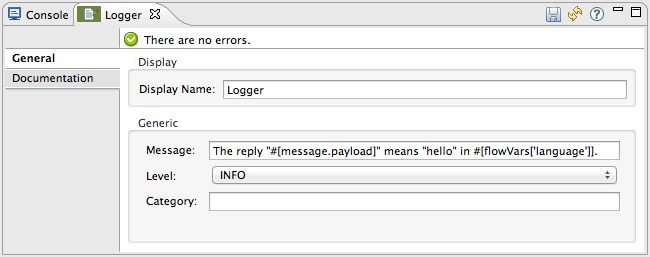 Console Logger
There are no errors.
General
Documentation
Display
Display Name: Logger
Generic
Message: The reply "#[message.payload]" means "hello" in #[flowVars['language']].
Level: INFO
Category: